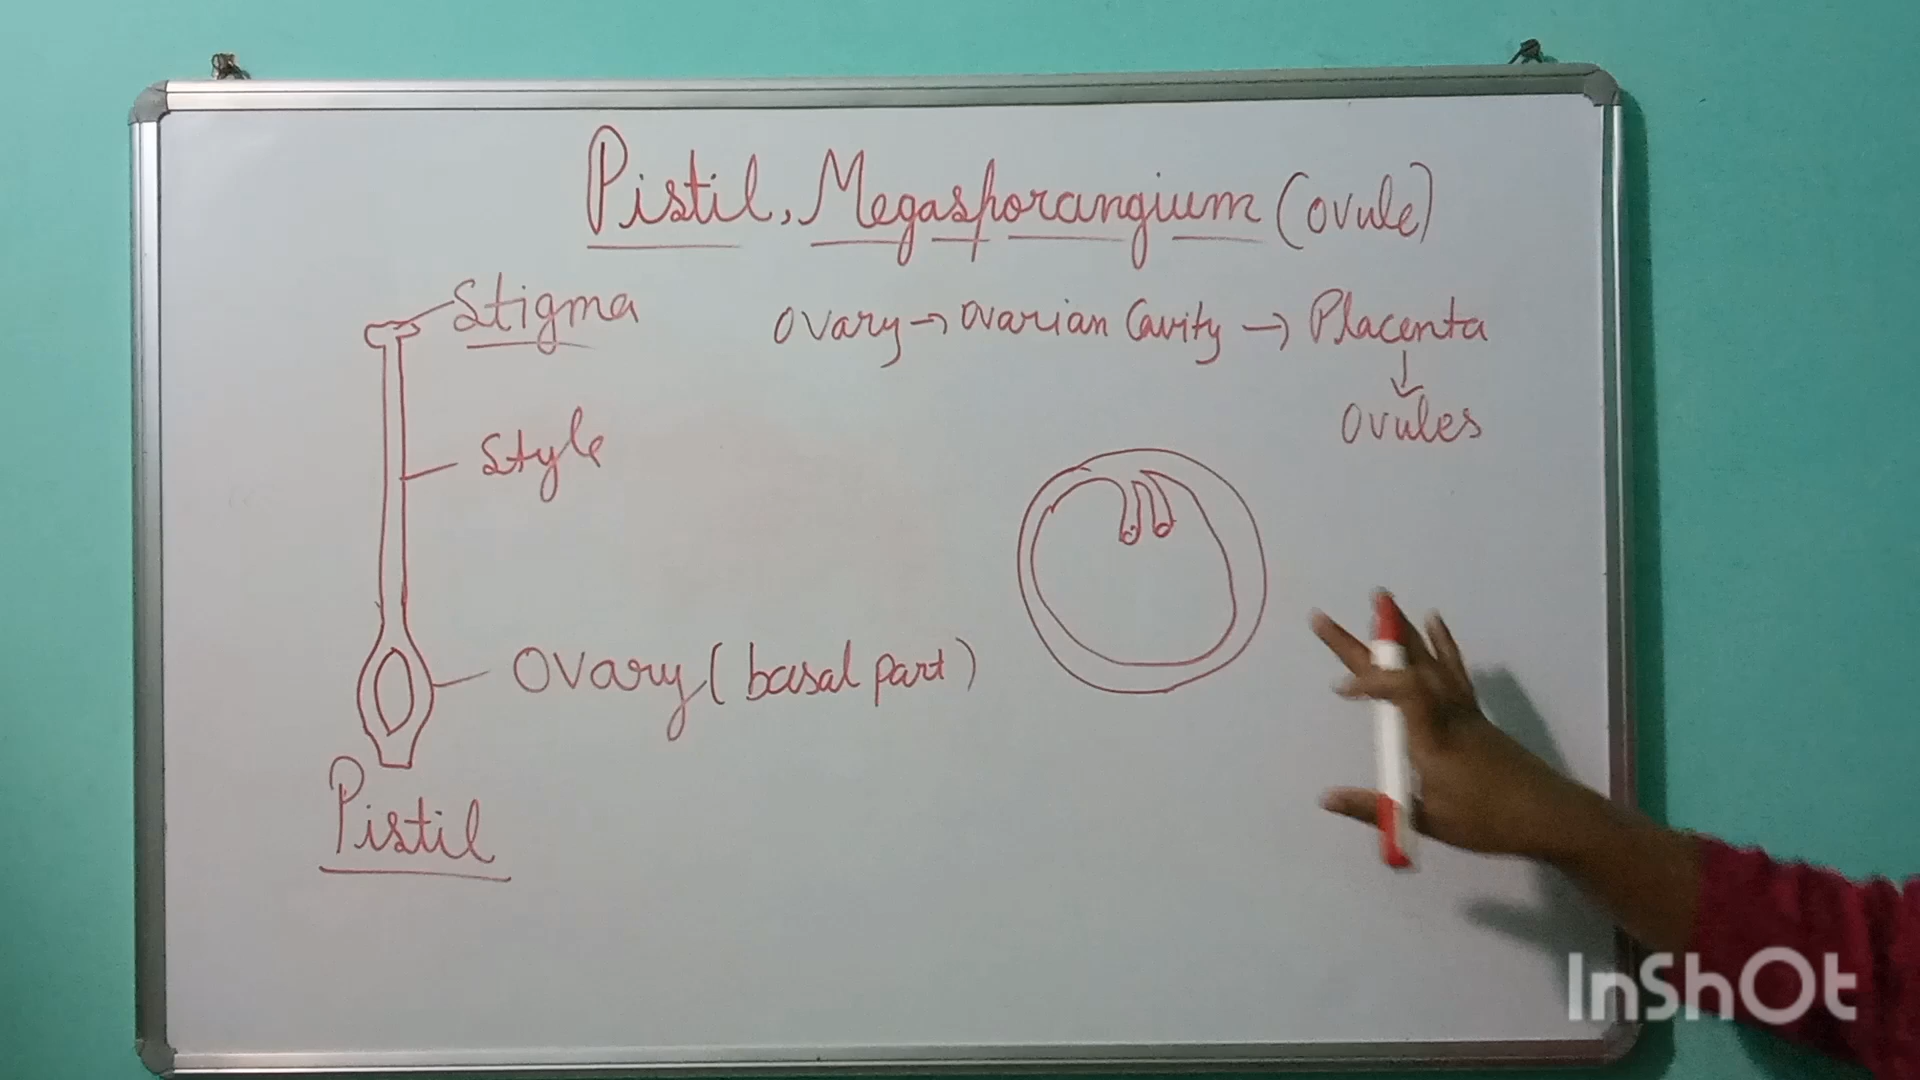 Pistil, Megasporangium (ovule)
Stigma
Ovary → ovarian Cavity → Placenta
↓
Ovules
Style
Ovary (basal part)
Pistil
InShOt